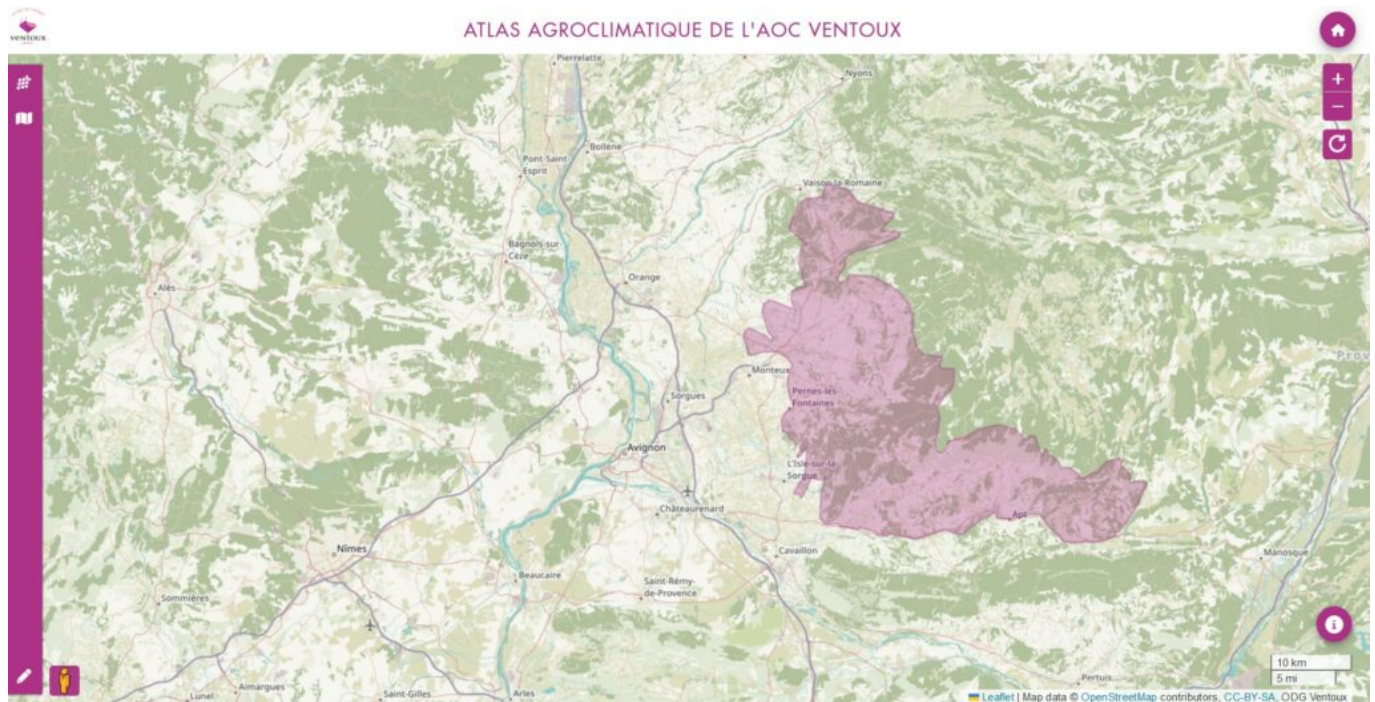 VENTOUX
ATLAS AGROCLIMATIQUE DE L'AOC VENTOUX
Pierrelatte
Nyons
+
−
Bollène
Pont-Saint-
Esprit
Vaison-la-Romaine
Bagnols-sur-
Cèze
Orange
Alès
Prov
Monteux
Sorgues
Pernes-les-
Fontaines
Avignon
L'Isle-sur-la-
Sorgue
Châteaurenard
Apt
Nîmes
Cavaillon
Manosque
Beaucaire
Saint-Rémy-
de-Provence
Sommières
i
10 km
5 mi
Pertuis
Aimargues
Lunel
Saint-Gilles
Arles
Leaflet | Map data © OpenStreetMap contributors, CC-BY-SA, ODG Ventoux